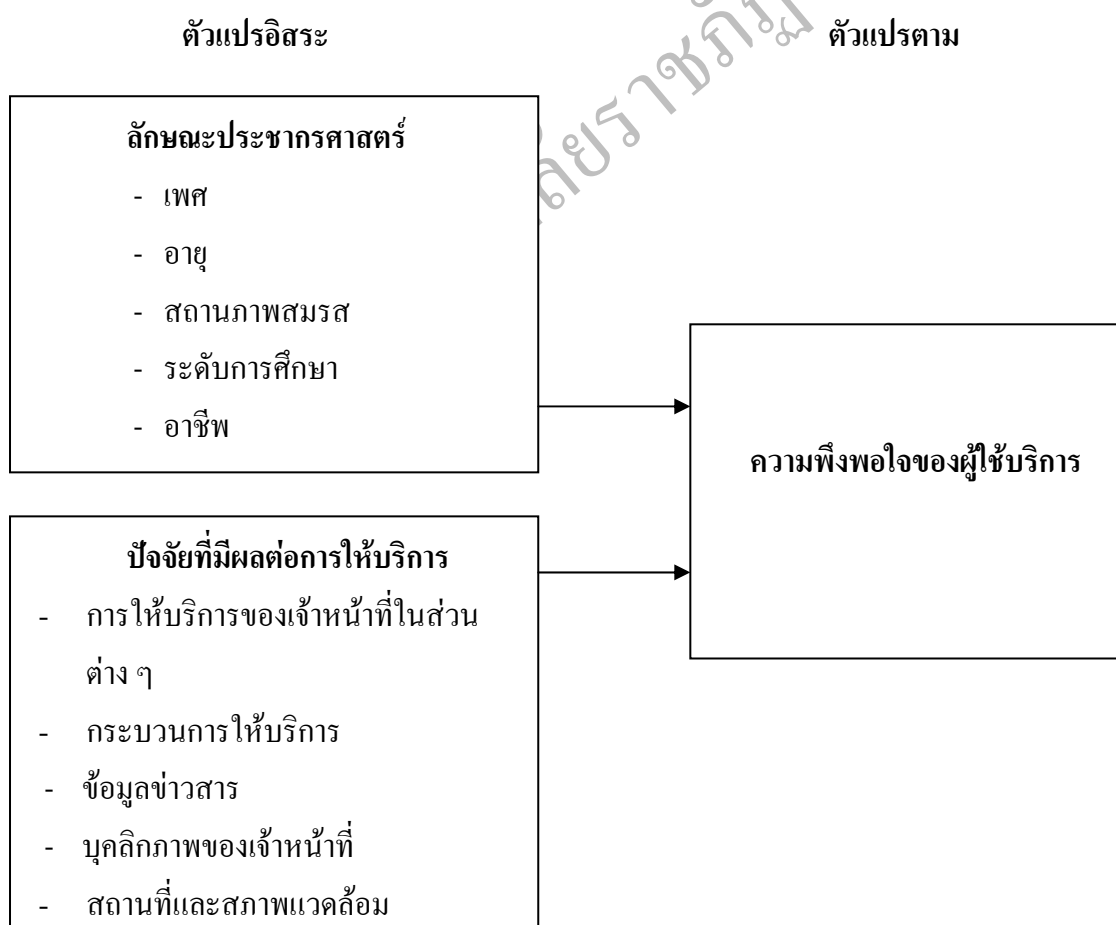 ตัวแปรอิสระ
ตัวแปรตาม
ลักษณะประชากรศาสตร์
- เพศ
- อายุ
- สถานภาพสมรส
- ระดับการศึกษา
- อาชีพ
ปัจจัยที่มีผลต่อการให้บริการ
- การให้บริการของเจ้าหน้าที่ในส่วน
ต่าง ๆ
- กระบวนการให้บริการ
- ข้อมูลข่าวสาร
- บุคลิกภาพของเจ้าหน้าที่
- สถานที่และสภาพแวดล้อม
ความพึงพอใจของผู้ใช้บริการ